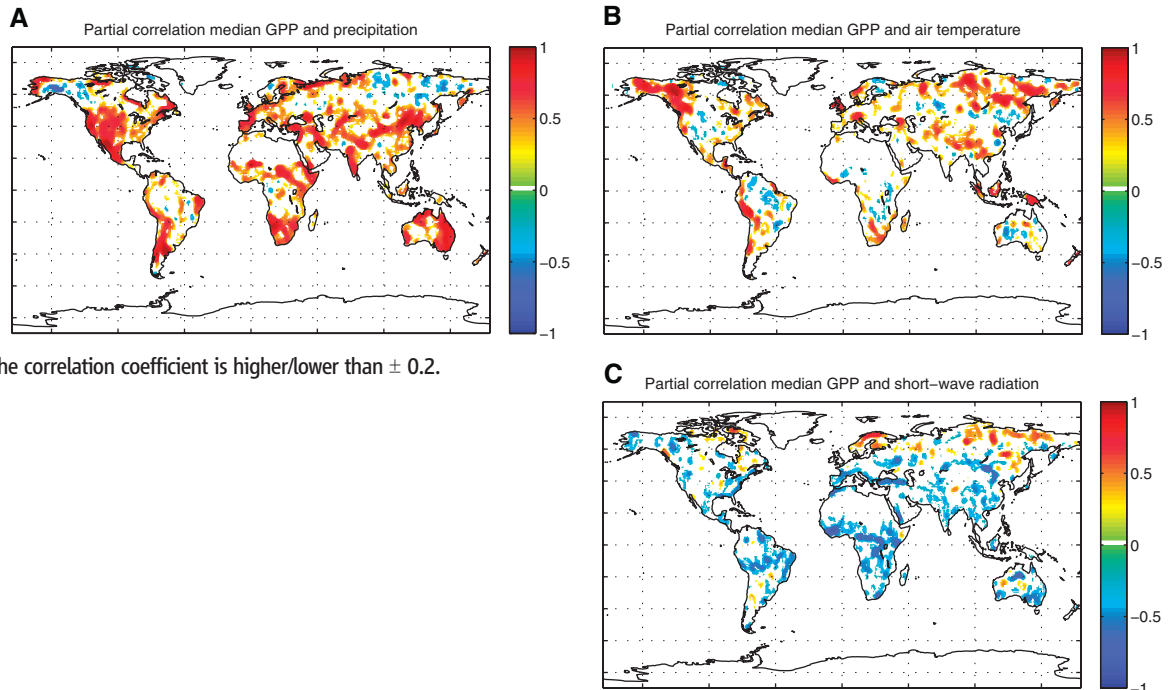 A
Partial correlation median GPP and precipitation
1
0.5
0
−0.5
−1
he correlation coefficient is higher/lower than ± 0.2.
B
Partial correlation median GPP and air temperature
1
0.5
0
−0.5
−1
C
Partial correlation median GPP and short−wave radiation
1
0.5
0
−0.5
−1